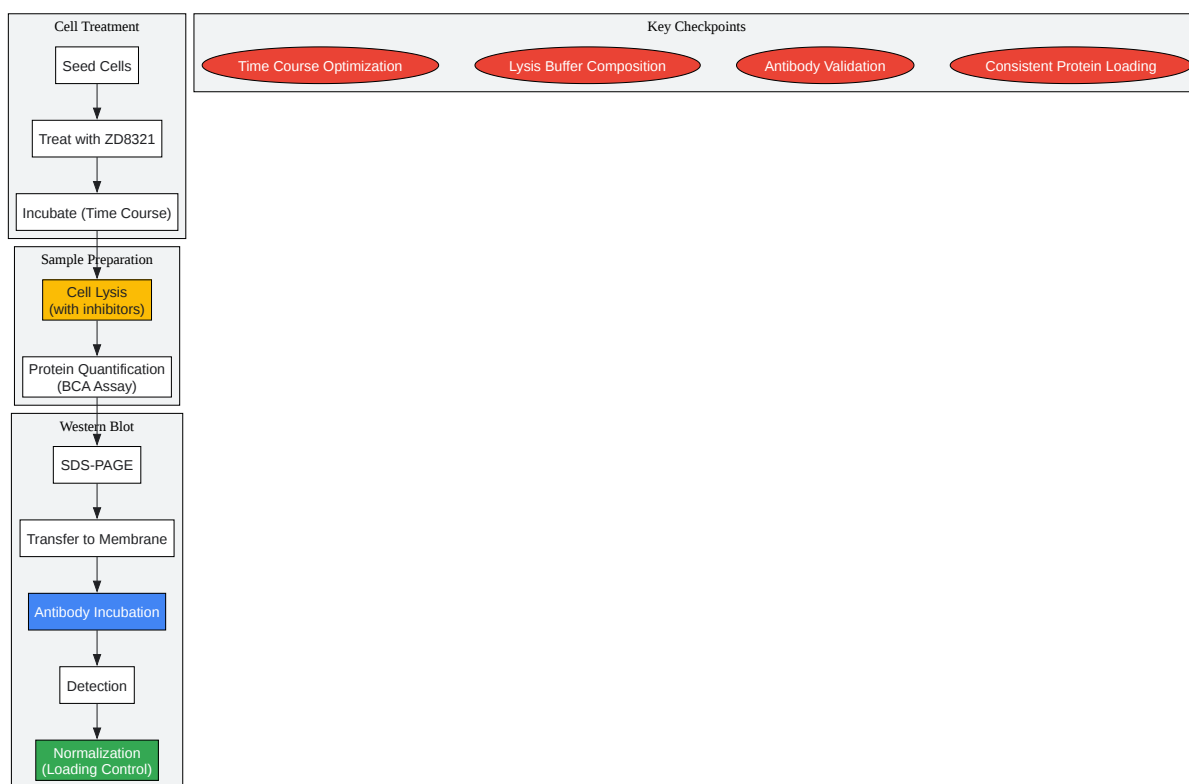 Cell Treatment
Seed Cells
Treat with ZD8321
Incubate (Time Course)
Sample Preparation
Cell Lysis
(with inhibitors)
Protein Quantification
(BCA Assay)
Western Blot
SDS-PAGE
Transfer to Membrane
Antibody Incubation
Detection
Normalization
(Loading Control)
Key Checkpoints
Time Course Optimization
Lysis Buffer Composition
Antibody Validation
Consistent Protein Loading